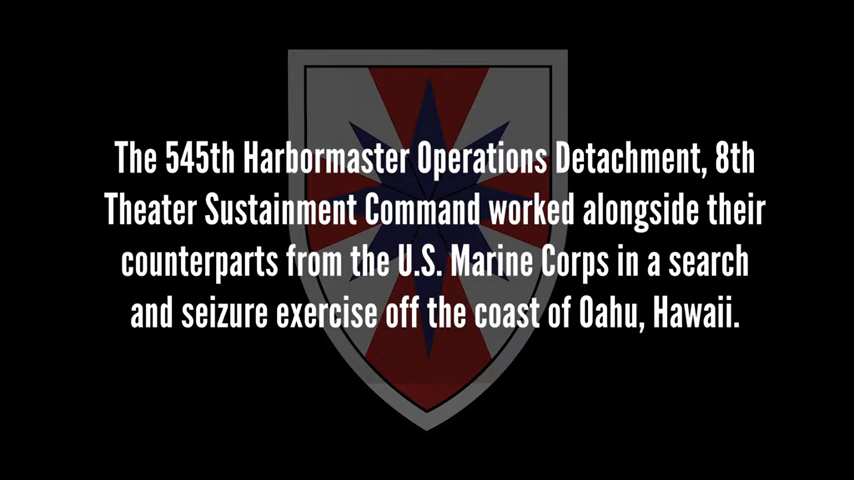 The 545th Harbormaster Operations Detachment, 8th
Theater Sustainment Command worked alongside their
counterparts from the U.S. Marine Corps in a search
and seizure exercise off the coast of Oahu, Hawaii.